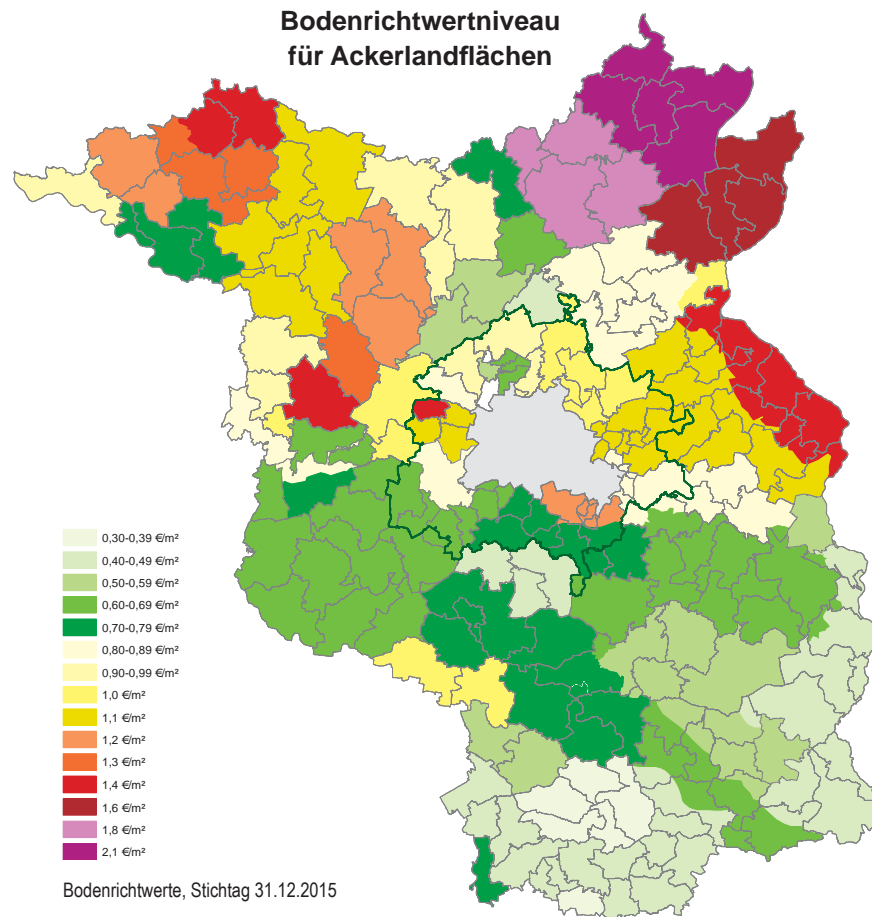 Bodenrichtwertniveau
für Ackerlandflächen
0,30-0,39 €/m²
0,40-0,49 €/m²
0,50-0,59 €/m²
0,60-0,69 €/m²
0,70-0,79 €/m²
0,80-0,89 €/m²
0,90-0,99 €/m²
1,0 €/m²
1,1 €/m²
1,2 €/m²
1,3 €/m²
1,4 €/m²
1,6 €/m²
1,8 €/m²
2,1 €/m²
Bodenrichtwerte, Stichtag 31.12.2015